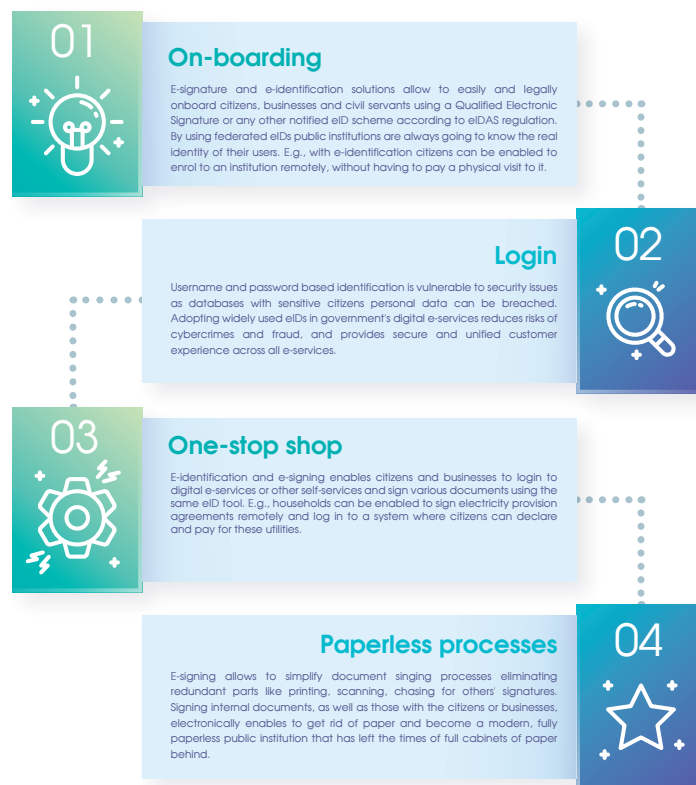 01
On-boarding
E-signature and e-identification solutions allow to easily and legally
onboard citizens, businesses and civil servants using a Qualified Electronic
Signature or any other notified eID scheme according to eIDAS regulation.
By using federated eIDs public institutions are always going to know the real
identity of their users. E.g., with e-identification citizens can be enabled to
enrol to an institution remotely, without having to pay a physical visit to it.
02
Login
Username and password based identification is vulnerable to security issues
as databases with sensitive citizens personal data can be breached.
Adopting widely used eIDs in government's digital e-services reduces risks of
cybercrimes and fraud, and provides secure and unified customer
experience across all e-services.
03
One-stop shop
E-identification and e-signing enables citizens and businesses to login to
digital e-services or other self-services and sign various documents using the
same eID tool. E.g., households can be enabled to sign electricity provision
agreements remotely and log in to a system where citizens can declare
and pay for these utilities.
04
Paperless processes
E-signing allows to simplify document singing processes eliminating
redundant parts like printing, scanning, chasing for others' signatures.
Signing internal documents, as well as those with the citizens or businesses,
electronically enables to get rid of paper and become a modern, fully
paperless public institution that has left the times of full cabinets of paper
behind.